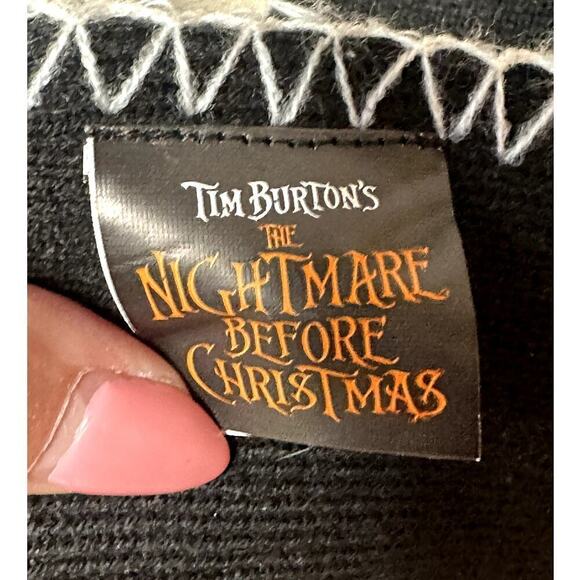 TIM BURTON'S
THE
NIGHTMARE
BEFORE
CHRISTMAS